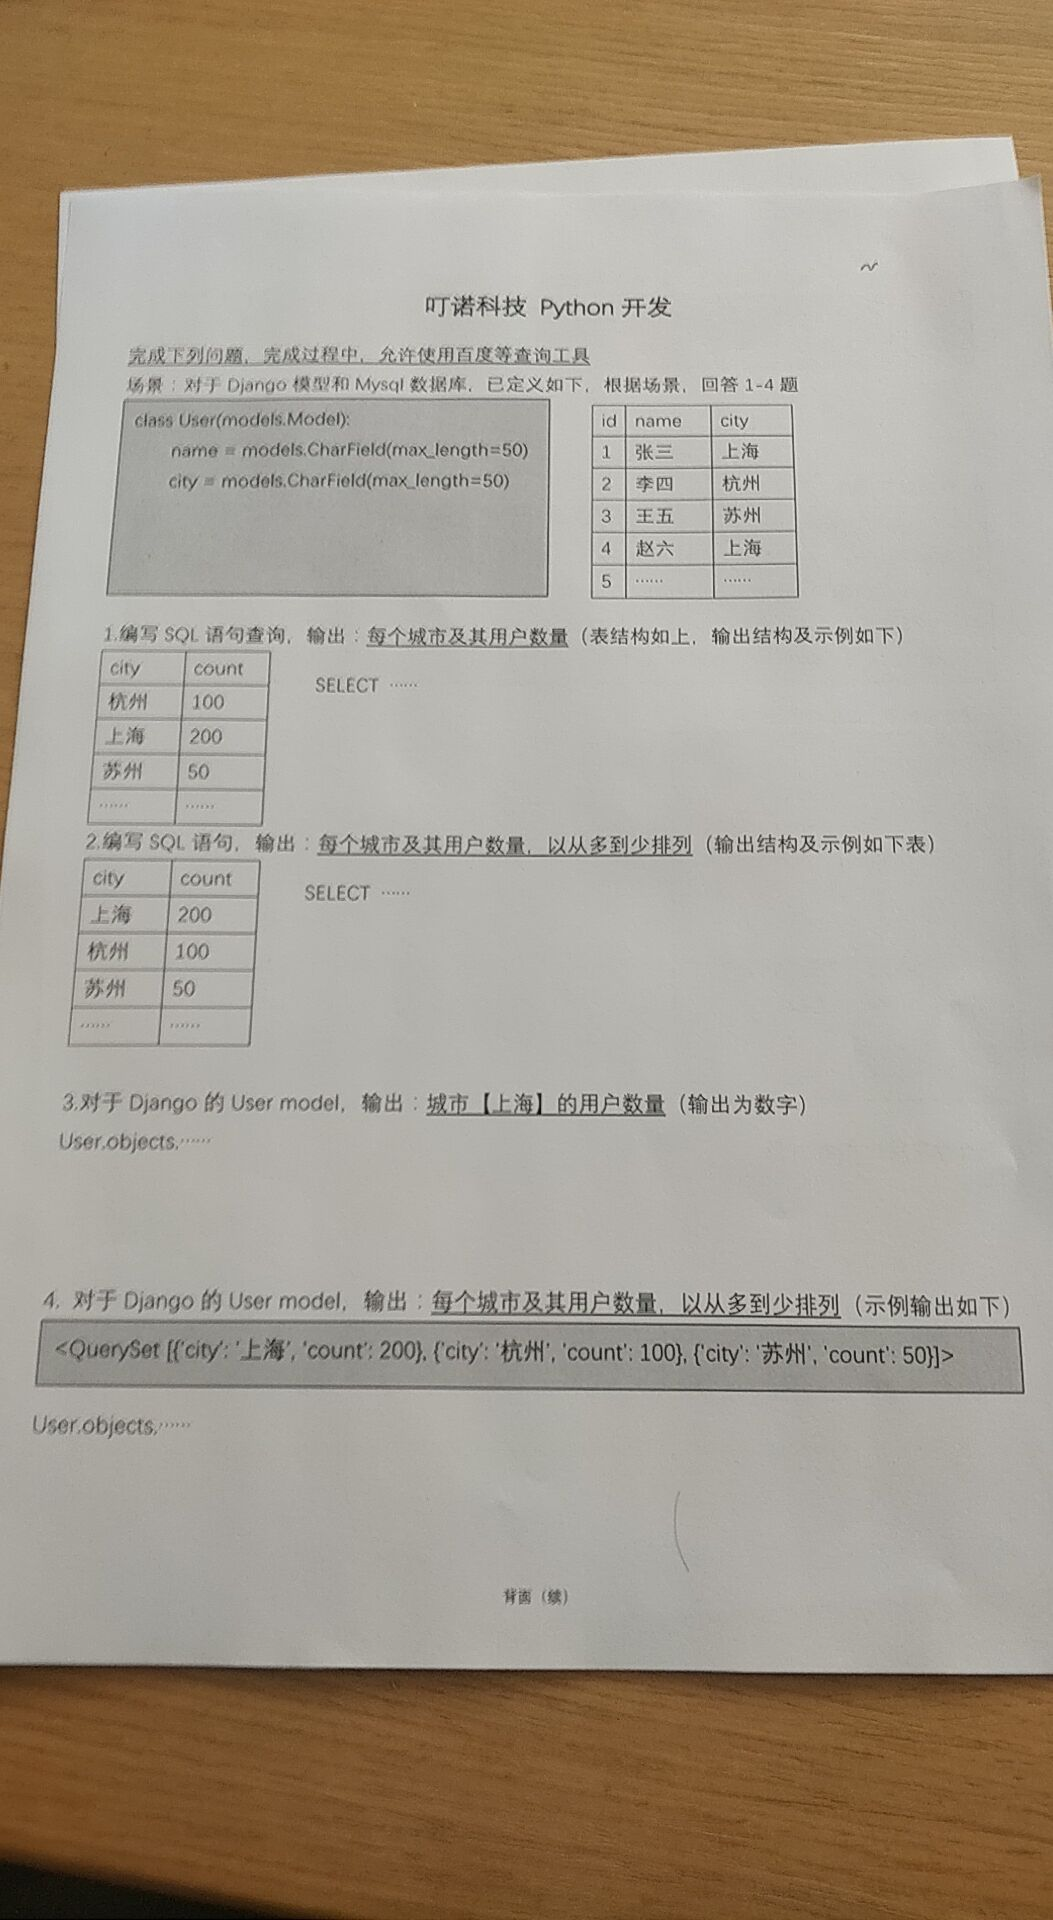 叮诺科技 Python 开发
完成下列问题，完成过程中，允许使用百度等查询工具
场景：对于 Django 模型和 Mysql 数据库，已定义如下，根据场景，回答 1-4 题
class User(models.Model):
name = models.CharField(max_length=50)
city = models.CharField(max_length=50)
id name city
1 张三 上海
2 李四 杭州
3 王五 苏州
4 赵六 上海
5 …… ……
1.编写 SQL 语句查询，输出：每个城市及其用户数量（表结构如上，输出结构及示例如下）
city count
杭州 100
上海 200
苏州 50
…… ……
SELECT ……
2.编写 SQL 语句，输出：每个城市及其用户数量，以从多到少排列（输出结构及示例如下表）
city count
上海 200
杭州 100
苏州 50
…… ……
SELECT ……
3.对于 Django 的 User model，输出：城市【上海】的用户数量（输出为数字）
User.objects.……
4. 对于 Django 的 User model，输出：每个城市及其用户数量，以从多到少排列（示例输出如下）
<QuerySet [{'city': '上海', 'count': 200}, {'city': '杭州', 'count': 100}, {'city': '苏州', 'count': 50}]>
User.objects.……
背面（续）